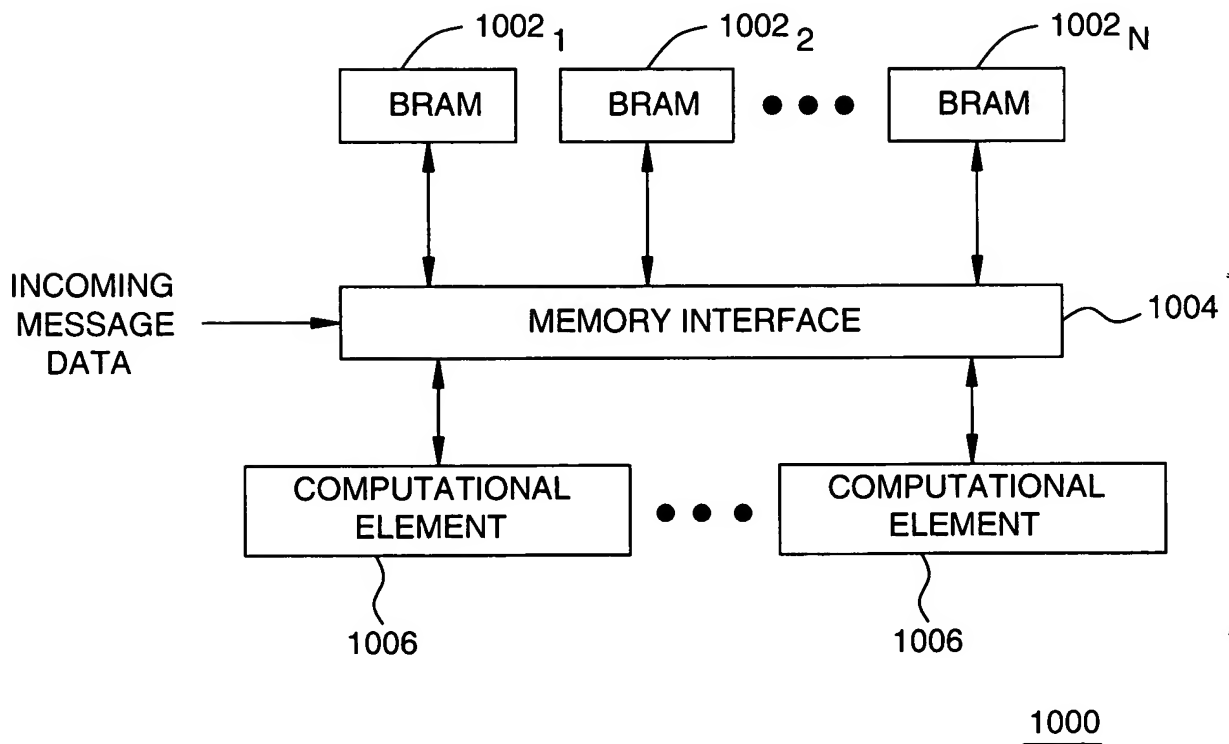 1002 1
1002 2
1002 N
BRAM
BRAM
BRAM
INCOMING
MESSAGE
DATA
MEMORY INTERFACE
1004
COMPUTATIONAL
ELEMENT
COMPUTATIONAL
ELEMENT
1006
1006
1000